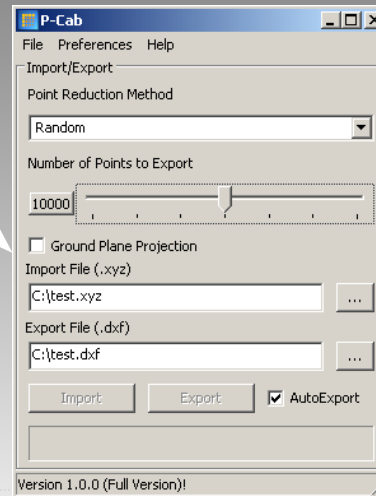 P-Cab
File Preferences Help
Import/Export
Point Reduction Method
Random
Number of Points to Export
10000
Ground Plane Projection
Import File (.xyz)
C:\test.xyz ...
Export File (.dxf)
C:\test.dxf ...
Import Export AutoExport
Version 1.0.0 (Full Version)!